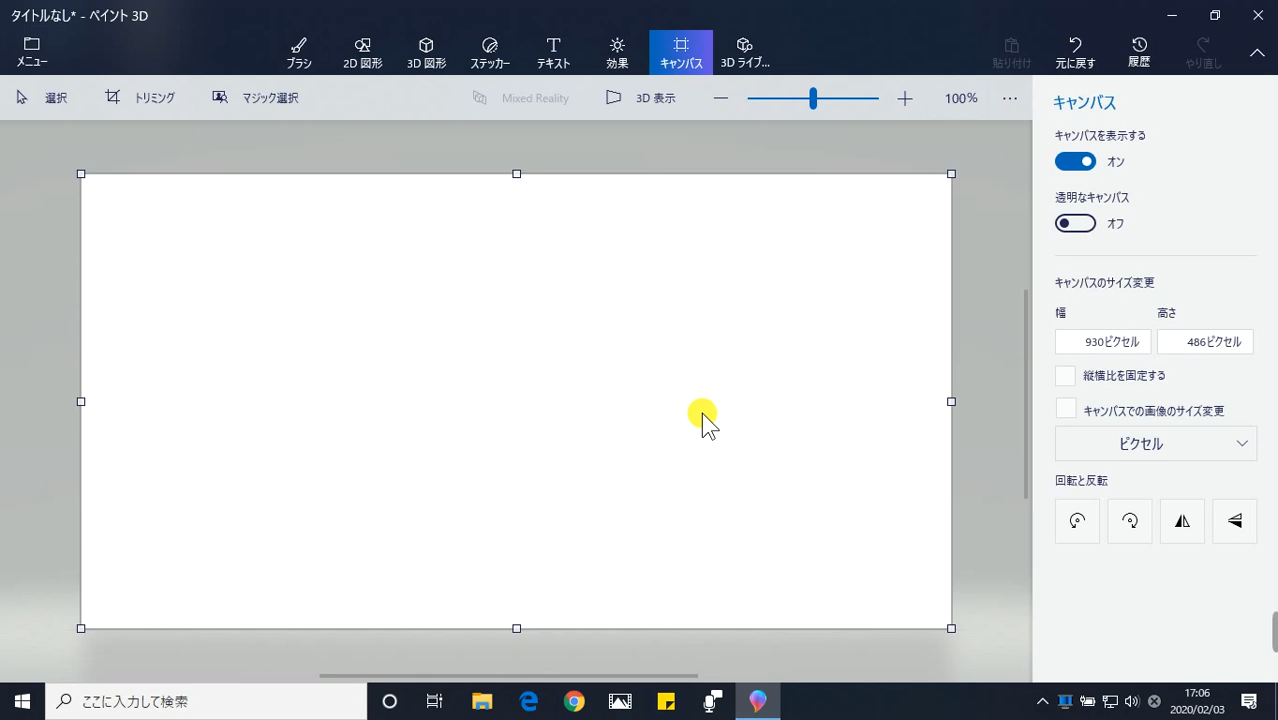 タイトルなし* - ペイント 3D
メニュー
ブラシ
2D 図形
3D 図形
ステッカー
テキスト
効果
キャンバス
3D ライブ...
貼り付け
元に戻す
履歴
やり直し
選択
トリミング
マジック選択
Mixed Reality
3D 表示
100%
キャンバス
キャンバスを表示する
オン
透明なキャンバス
オフ
キャンバスのサイズ変更
幅 高さ
930ピクセル 486ピクセル
縦横比を固定する
キャンバスでの画像のサイズ変更
ピクセル
回転と反転
ここに入力して検索
17:06
2020/02/03